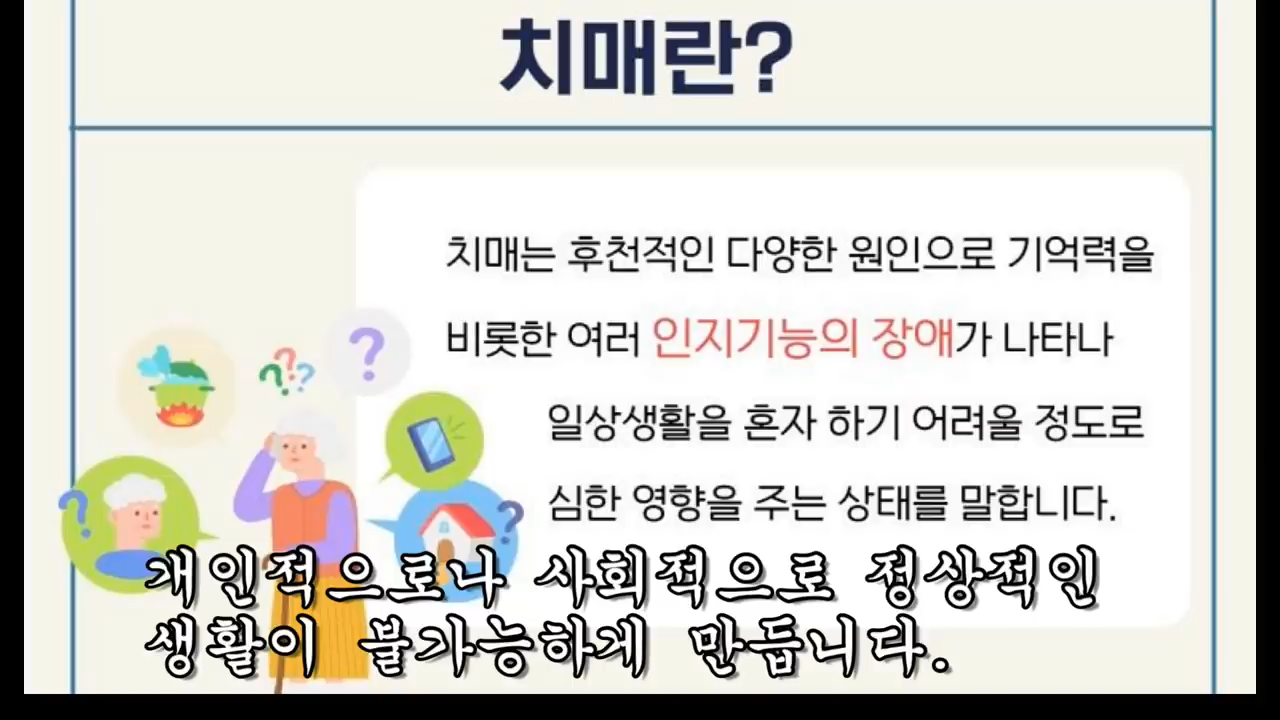 치매란?
치매는 후천적인 다양한 원인으로 기억력을
비롯한 여러 인지기능의 장애가 나타나
일상생활을 혼자 하기 어려울 정도로
심한 영향을 주는 상태를 말합니다.
개인적으로나 사회적으로 정상적인
생활이 불가능하게 만듭니다.